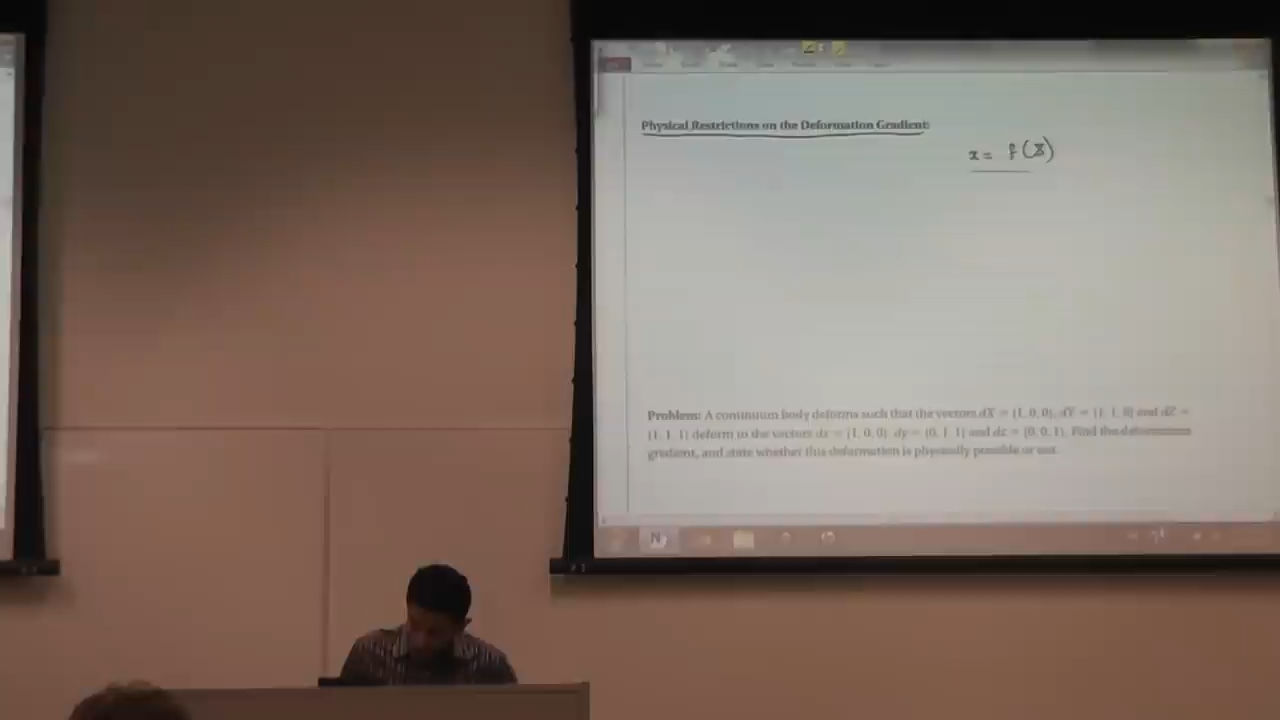 Physical Restrictions on the Deformation Gradient:
x = f(X)
Problem: A continuum body deforms such that the vectors dX = (1, 0, 0), dY = (1, 1, 0) and dZ =
(1, 1, 1) deform to the vectors dx = (1, 0, 0), dy = (0, 1, 1) and dz = (0, 0, 1). Find the deformation
gradient, and state whether this deformation is physically possible or not.